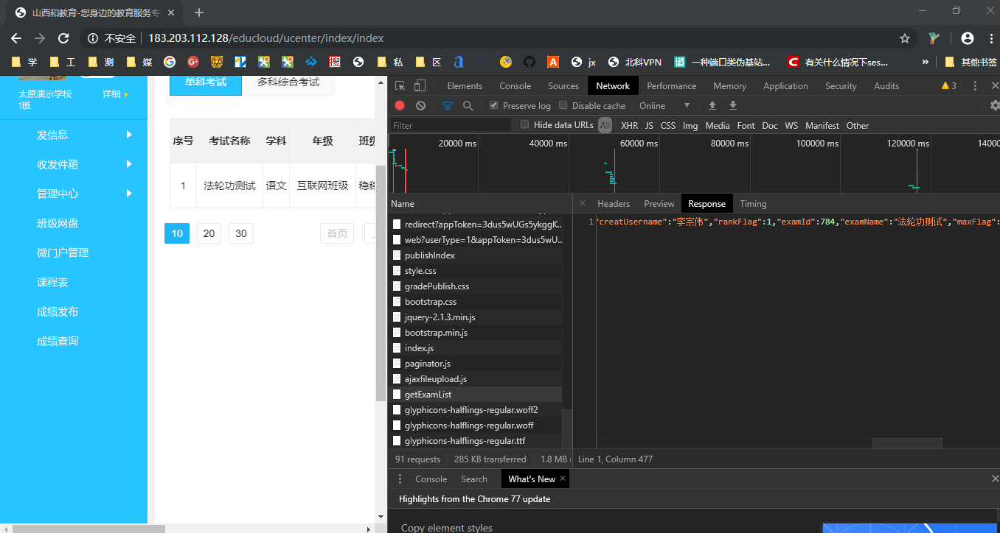 山西和教育-您身边的教育服务专
不安全 183.203.112.128/educloud/ucenter/index/index
学 工 测 媒 私 区 jx 北科VPN 一种端口类伪基站... 有关什么情况下ses... » 其他书签
太原演示学校 详细
1班
发信息
收发件箱
管理中心
班级网盘
微门户管理
课程表
成绩发布
成绩查询
单科考试 多科综合考试
序号 考试名称 学科 年级
1 法轮功测试 语文 互联网班级
10 20 30 首页
Elements Console Sources Network Performance Memory Application Security Audits 3
Preserve log Disable cache Online
Filter Hide data URLs All XHR JS CSS Img Media Font Doc WS Manifest Other
20000 ms 40000 ms 60000 ms 80000 ms 100000 ms 120000 ms
Name
redirect?appToken=3dus5wUGs5ykggK...
web?userType=1&appToken=3dus5wU...
publishIndex
style.css
gradePublish.css
bootstrap.css
jquery-2.1.3.min.js
bootstrap.min.js
index.js
paginator.js
ajaxfileupload.js
getExamList
glyphicons-halflings-regular.woff2
glyphicons-halflings-regular.woff
glyphicons-halflings-regular.ttf
91 requests 285 KB transferred 1.8 MB
Headers Preview Response Timing
1 "creatUsername":"李宗伟","rankFlag":1,"examId":784,"examName":"法轮功测试","maxFlag":
Line 1, Column 477
Console Search What's New
Highlights from the Chrome 77 update
Copy element styles